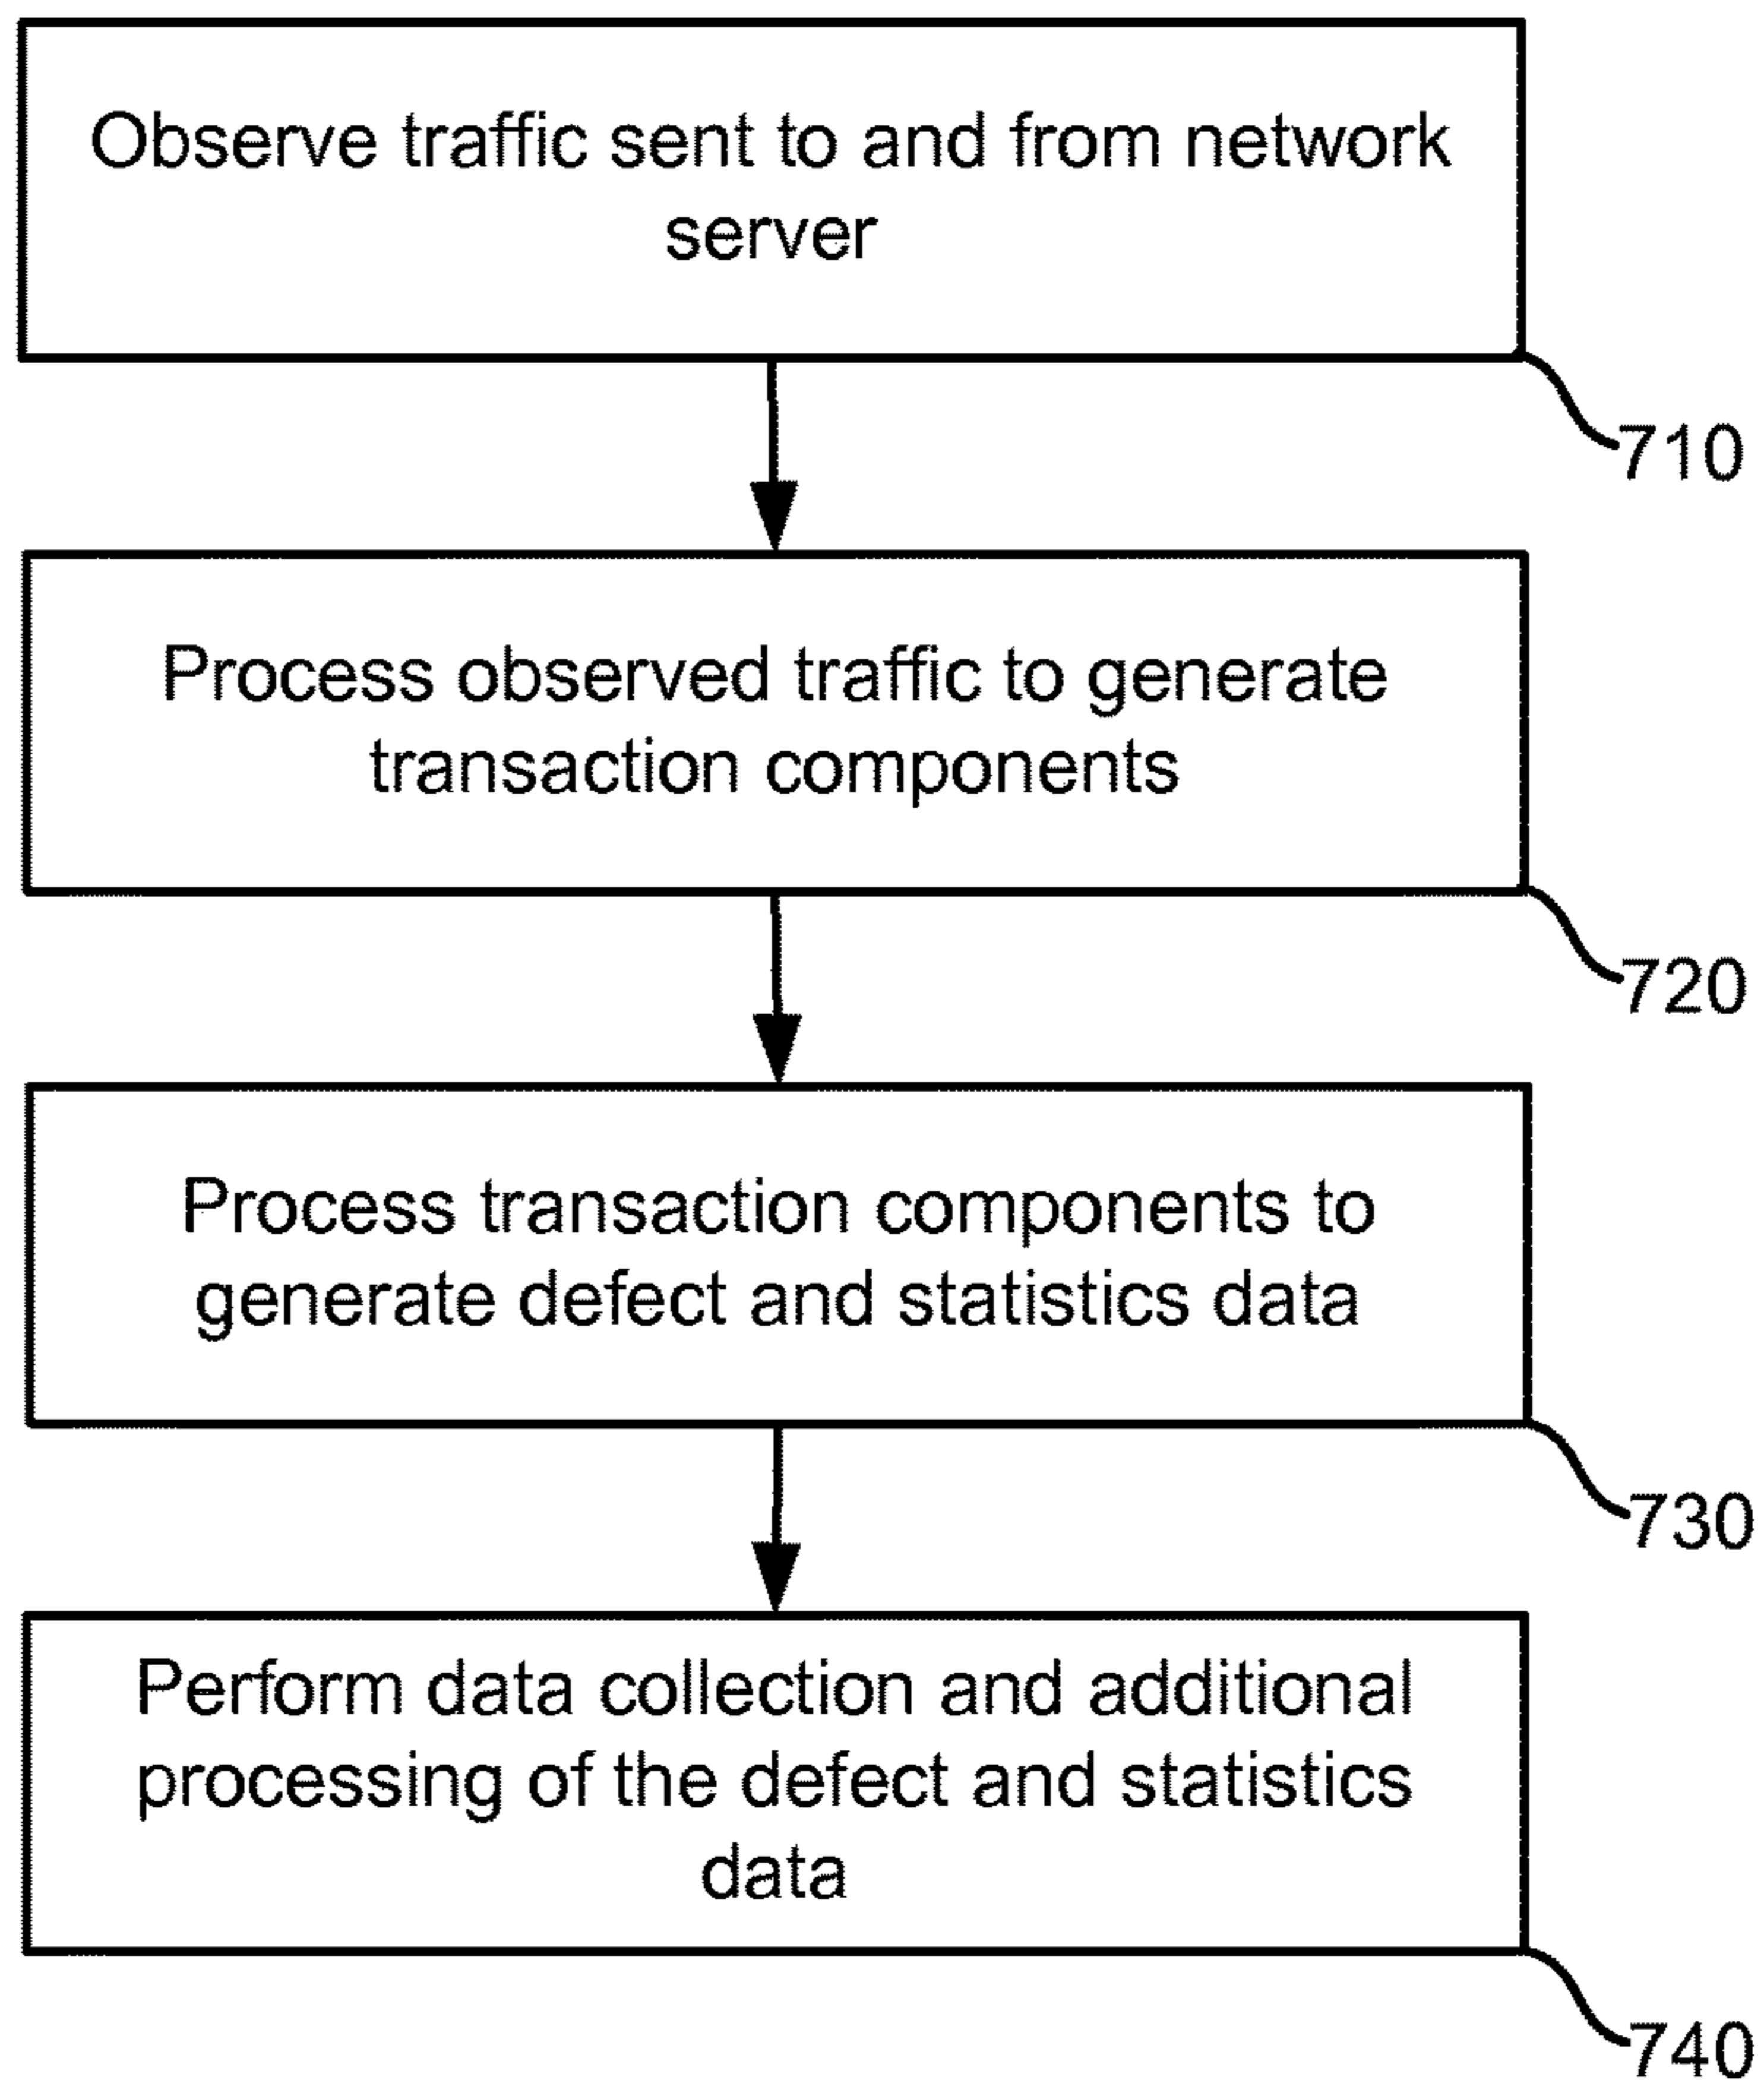 Observe traffic sent to and from network
server
710
Process observed traffic to generate
transaction components
720
Process transaction components to
generate defect and statistics data
730
Perform data collection and additional
processing of the defect and statistics
data
740